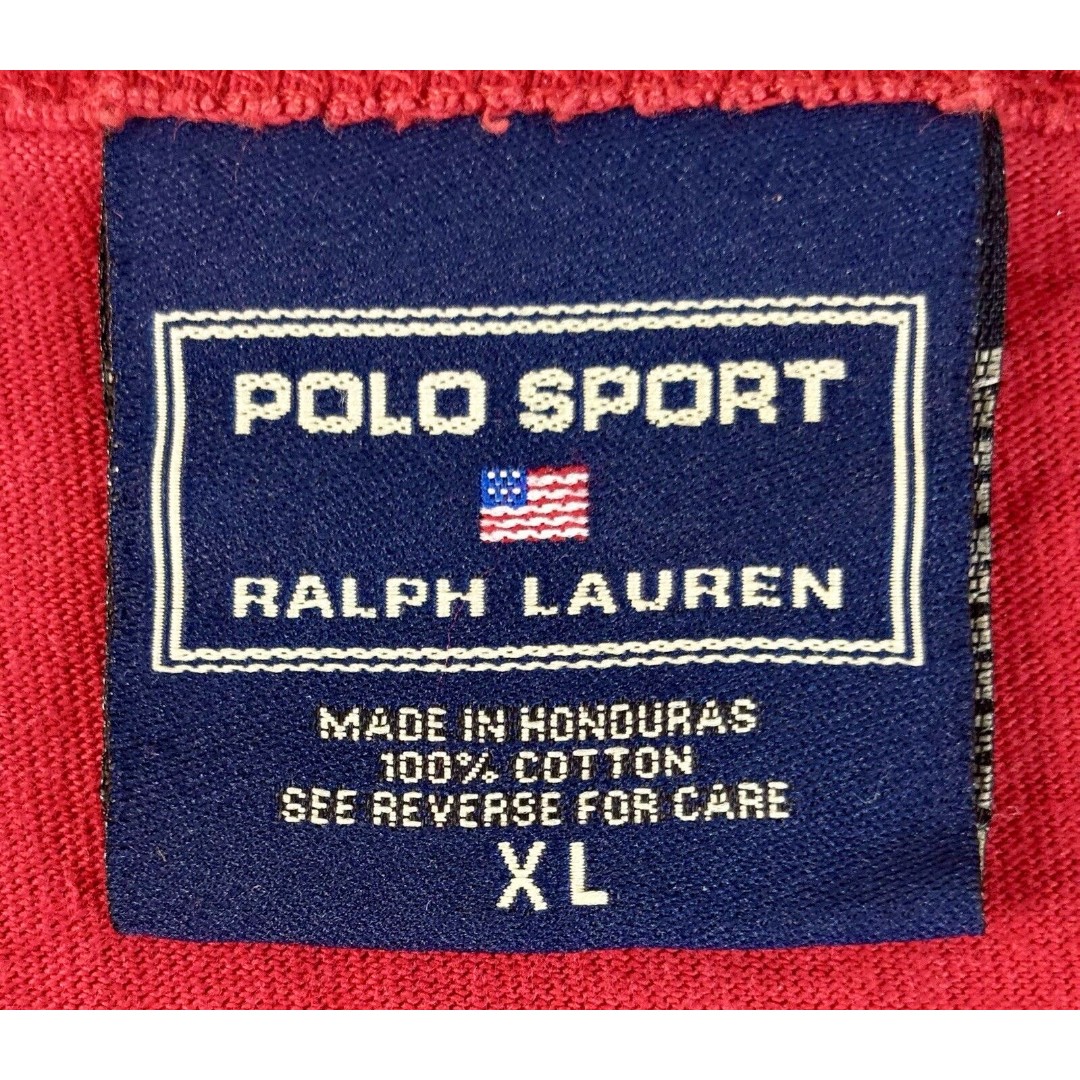 POLO SPORT
RALPH LAUREN
MADE IN HONDURAS
100% COTTON
SEE REVERSE FOR CARE
XL